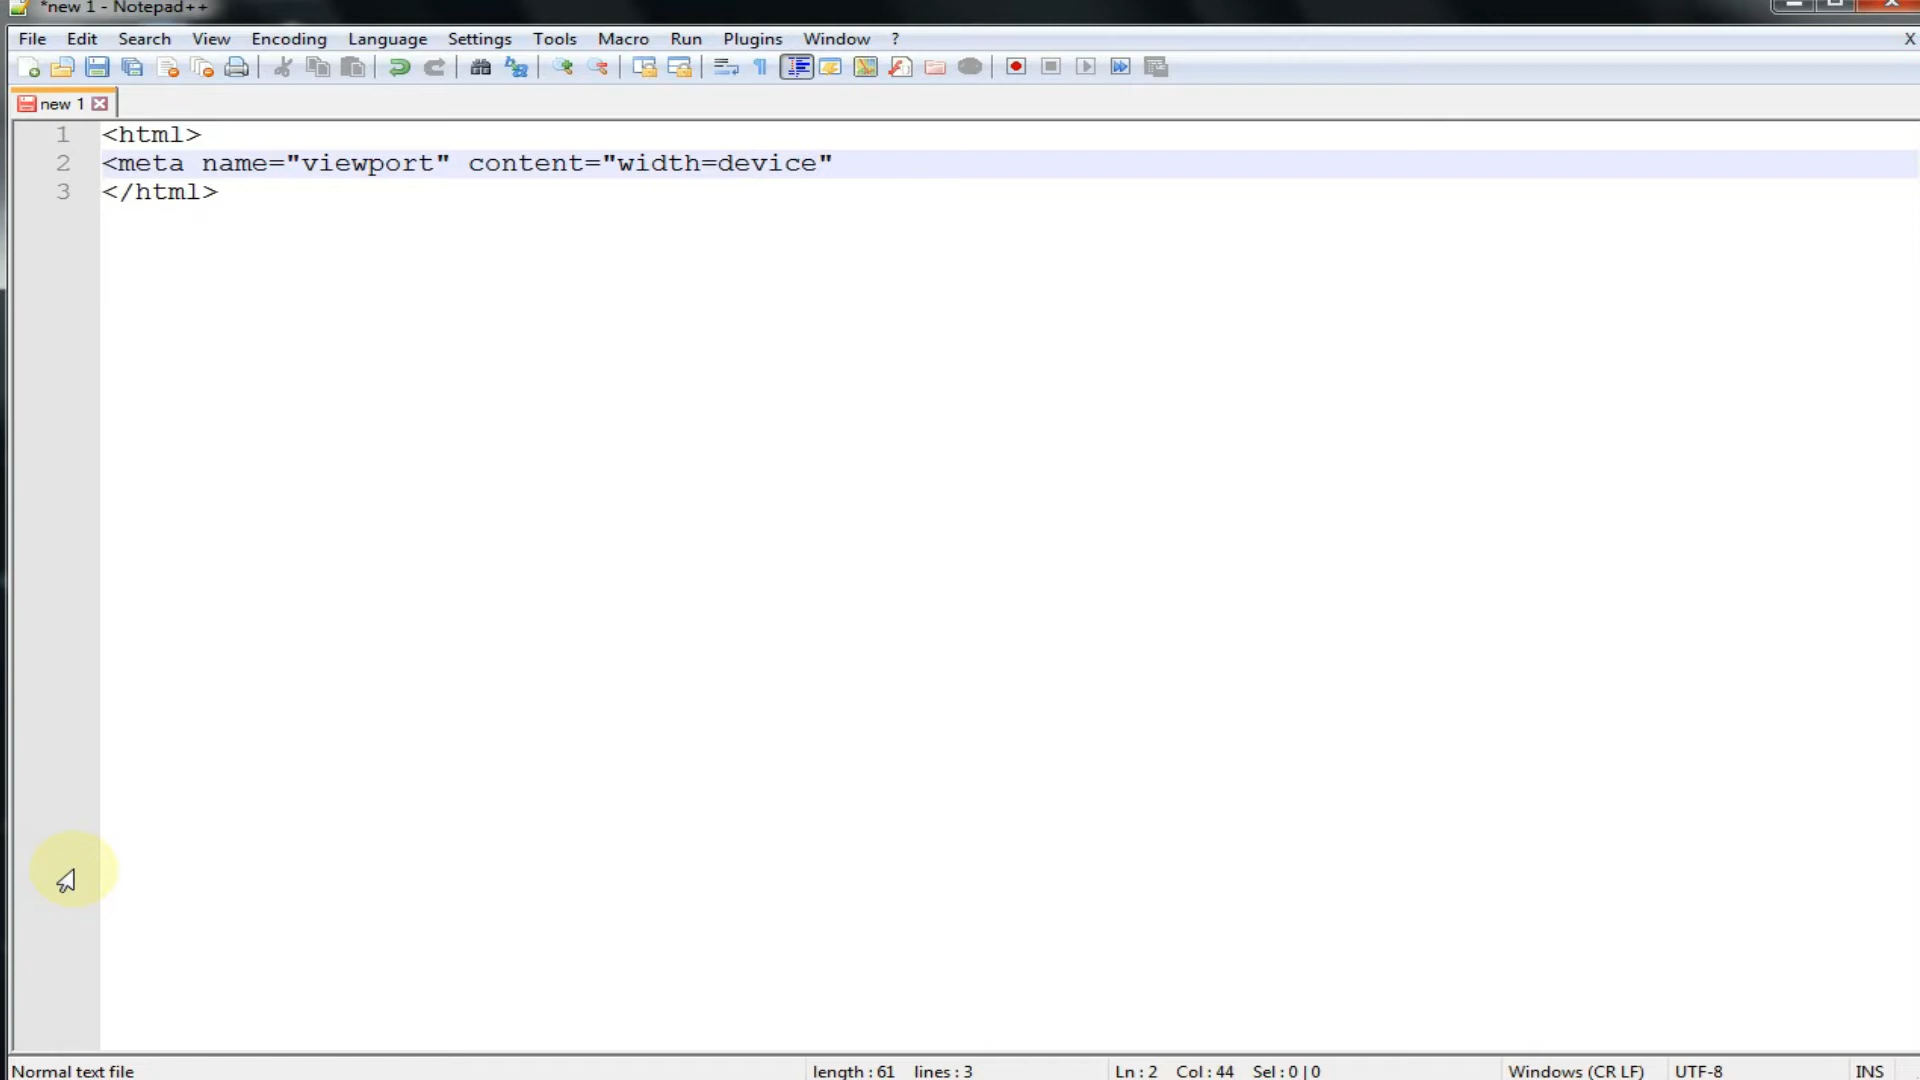 *new 1 - Notepad++
File Edit Search View Encoding Language Settings Tools Macro Run Plugins Window ? X
new 1
1 <html>
2 <meta name="viewport" content="width=device"
3 </html>
Normal text file length : 61 lines : 3 Ln : 2 Col : 44 Sel : 0 | 0 Windows (CR LF) UTF-8 INS